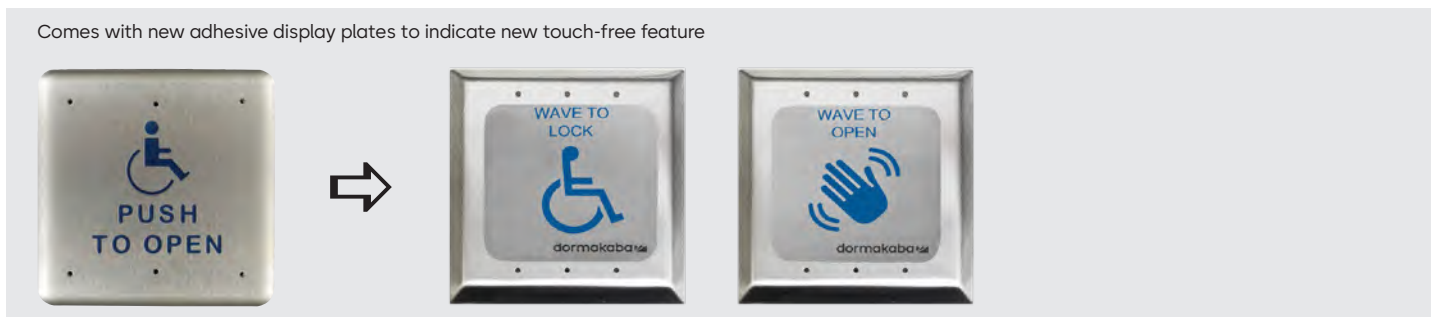 Comes with new adhesive display plates to indicate new touch-free feature
PUSH
TO OPEN
WAVE TO
LOCK
dormakaba
WAVE TO
OPEN
dormakaba